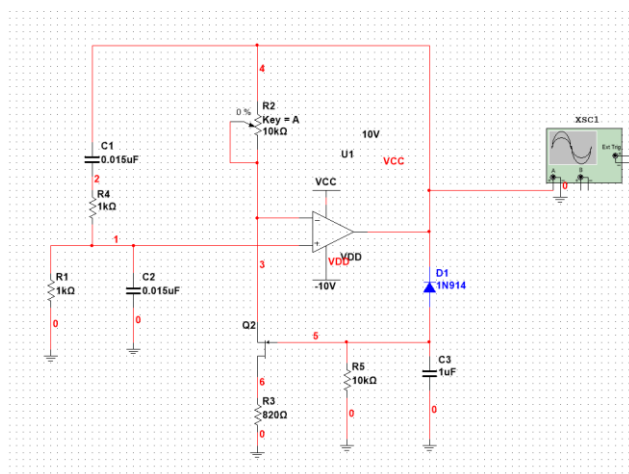 4
R2
0 %
Key = A
10kΩ
10V
U1
VCC
XSC1
Ext Trig
A
B
0
C1
0.015uF
2
R4
1kΩ
VCC
1
3
VDD
VDD
-10V
R1
1kΩ
0
C2
0.015uF
0
D1
1N914
Q2
5
R5
10kΩ
0
C3
1uF
0
6
R3
820Ω
0